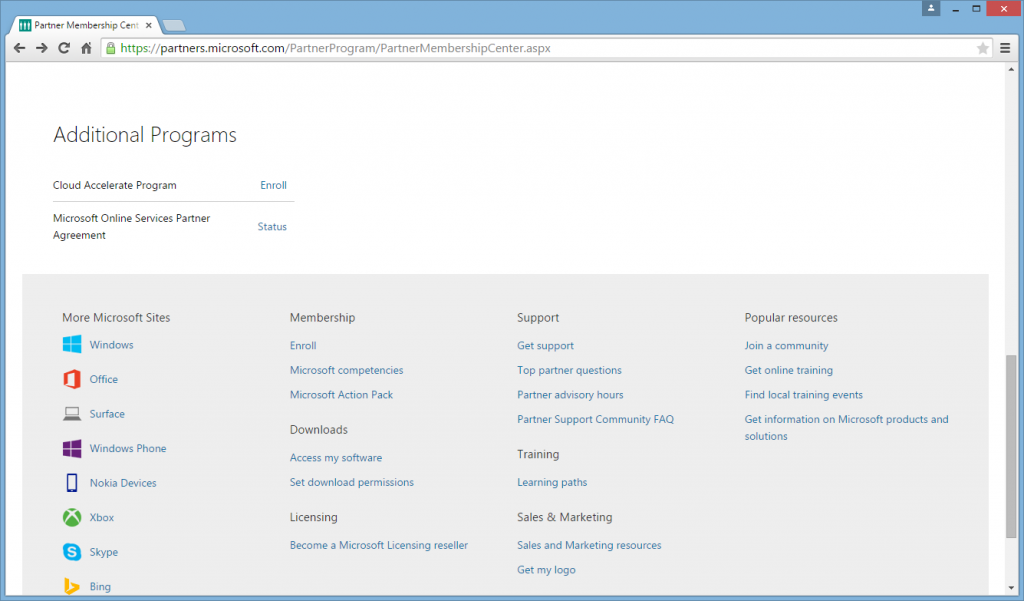 Partner Membership Cent
https://partners.microsoft.com/PartnerProgram/PartnerMembershipCenter.aspx
Additional Programs
Cloud Accelerate Program
Enroll
Microsoft Online Services Partner
Agreement
Status
More Microsoft Sites
Windows
Office
Surface
Windows Phone
Nokia Devices
Xbox
Skype
Bing
Membership
Enroll
Microsoft competencies
Microsoft Action Pack
Downloads
Access my software
Set download permissions
Licensing
Become a Microsoft Licensing reseller
Support
Get support
Top partner questions
Partner advisory hours
Partner Support Community FAQ
Training
Learning paths
Sales & Marketing
Sales and Marketing resources
Get my logo
Popular resources
Join a community
Get online training
Find local training events
Get information on Microsoft products and
solutions